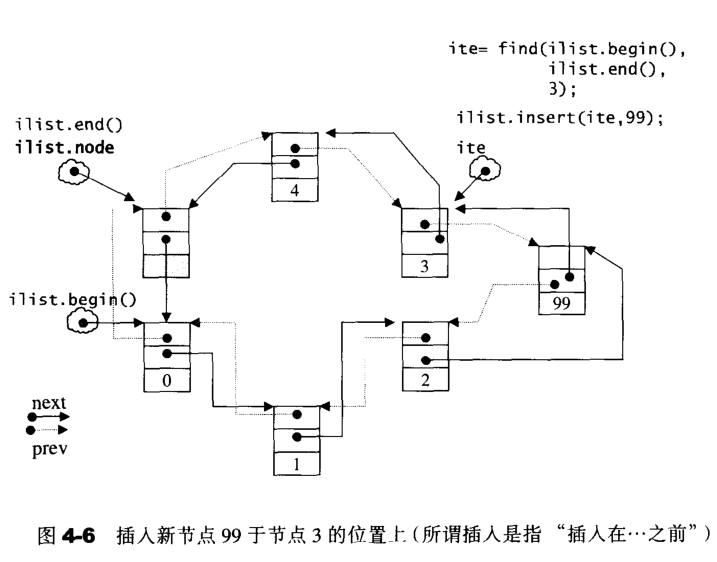 ite= find(ilist.begin(),
ilist.end(),
3);
ilist.insert(ite,99);
ite
ilist.end()
ilist.node
4
3
99
ilist.begin()
0
2
1
next
prev
图 4-6 插入新节点 99 于节点 3 的位置上(所谓插入是指 “插入在…之前”)